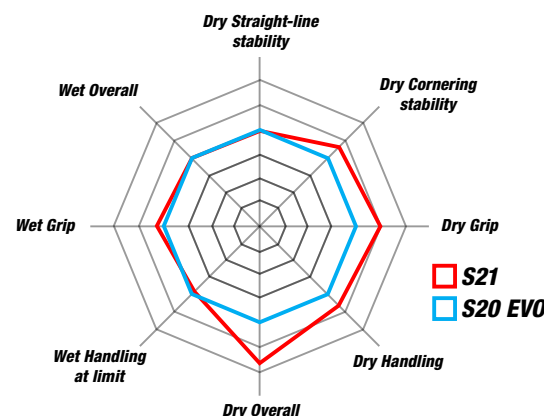 Dry Straight-line
stability
Wet Overall
Dry Cornering
stability
Wet Grip
Dry Grip
S21
S20 EVO
Wet Handling
at limit
Dry Handling
Dry Overall